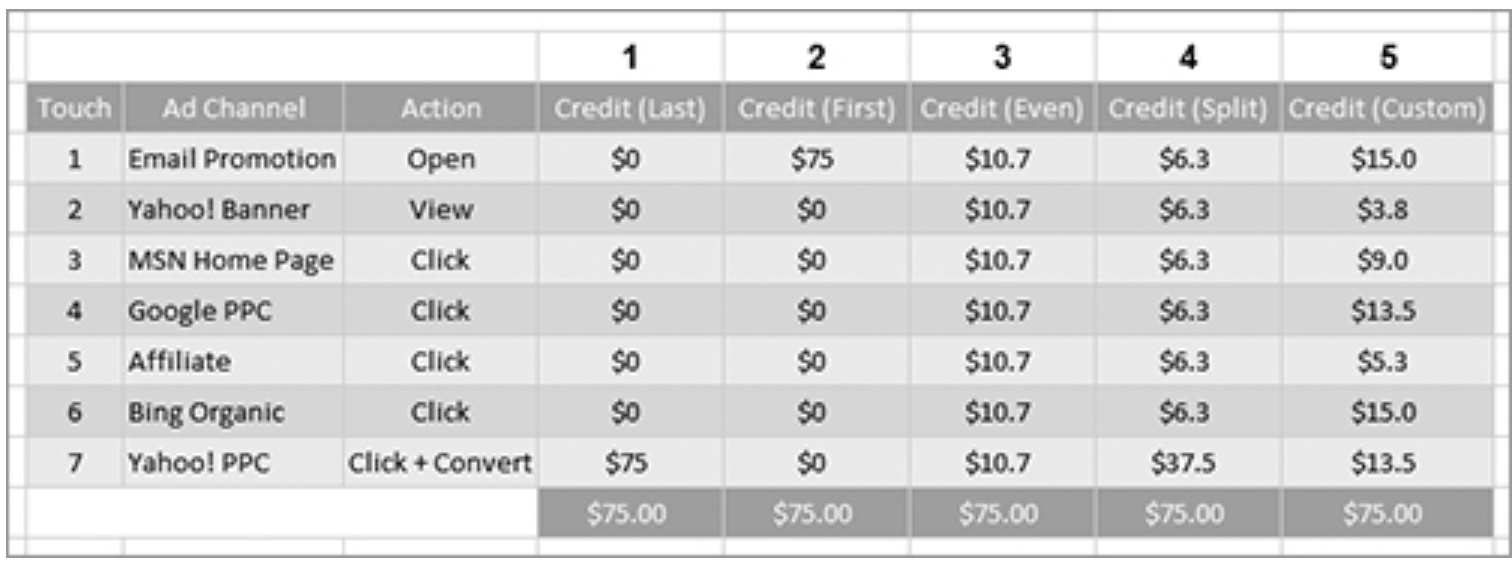 1 2 3 4 5
Touch Ad Channel Action Credit (Last) Credit (First) Credit (Even) Credit (Split) Credit (Custom)
1 Email Promotion Open $0 $75 $10.7 $6.3 $15.0
2 Yahoo! Banner View $0 $0 $10.7 $6.3 $3.8
3 MSN Home Page Click $0 $0 $10.7 $6.3 $9.0
4 Google PPC Click $0 $0 $10.7 $6.3 $13.5
5 Affiliate Click $0 $0 $10.7 $6.3 $5.3
6 Bing Organic Click $0 $0 $10.7 $6.3 $15.0
7 Yahoo! PPC Click + Convert $75 $0 $10.7 $37.5 $13.5
$75.00 $75.00 $75.00 $75.00 $75.00